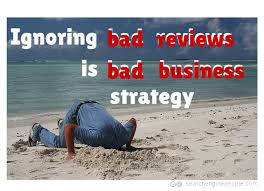 Ignoring bad reviews
is bad business
strategy
searchenginepeople.com